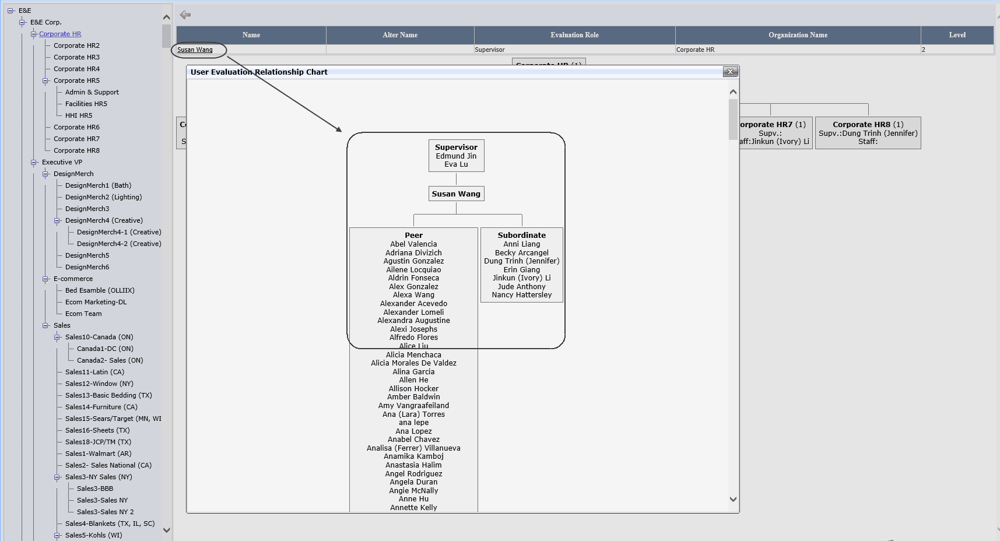 E&E
E&E Corp.
Corporate HR
Corporate HR2
Corporate HR3
Corporate HR4
Corporate HR5
Admin & Support
Facilities HR5
HHI HR5
Corporate HR6
Corporate HR7
Corporate HR8
Executive VP
DesignMerch
DesignMerch1 (Bath)
DesignMerch2 (Lighting)
DesignMerch3
DesignMerch4 (Creative)
DesignMerch4-1 (Creative)
DesignMerch4-2 (Creative)
DesignMerch5
DesignMerch6
E-commerce
Bed Esamble (OLLIIX)
Ecom Marketing-DL
Ecom Team
Sales
Sales10-Canada (ON)
Canada1-DC (ON)
Canada2- Sales (ON)
Sales11-Latin (CA)
Sales12-Window (NY)
Sales13-Basic Bedding (TX)
Sales14-Furniture (CA)
Sales15-Sears/Target (MN, WI
Sales16-Sheets (TX)
Sales18-JCP/TM (TX)
Sales1-Walmart (AR)
Sales2- Sales National (CA)
Sales3-NY Sales (NY)
Sales3-BBB
Sales3-Sales NY
Sales3-Sales NY 2
Sales4-Blankets (TX, IL, SC)
Sales5-Kohls (WI)
Name Alter Name Evaluation Role Organization Name Level
Susan Wang Supervisor Corporate HR 2
Corporate HR (1)
User Evaluation Relationship Chart
Supervisor
Edmund Jin
Eva Lu
Susan Wang
Peer
Abel Valencia
Adriana Divizich
Agustin Gonzalez
Ailene Locquiao
Aldrin Fonseca
Alex Gonzalez
Alexa Wang
Alexander Acevedo
Alexander Lomeli
Alexandra Augustine
Alexi Josephs
Alfredo Flores
Alice Liu
Alicia Menchaca
Alicia Morales De Valdez
Alina Garcia
Allen He
Allison Hocker
Amber Baldwin
Amy Vangraafeiland
Ana (Lara) Torres
ana lepe
Ana Lopez
Anabel Chavez
Analisa (Ferrer) Villanueva
Anamika Kamboj
Anastasia Halim
Angel Rodriguez
Angela Duran
Angie McNally
Anne Hu
Annette Kelly
Subordinate
Anni Liang
Becky Arcangel
Dung Trinh (Jennifer)
Erin Giang
Jinkun (Ivory) Li
Jude Anthony
Nancy Hattersley
C
S
orporate HR7 (1)
Supv.:
aff:Jinkun (Ivory) Li
Corporate HR8 (1)
Supv.:Dung Trinh (Jennifer)
Staff: